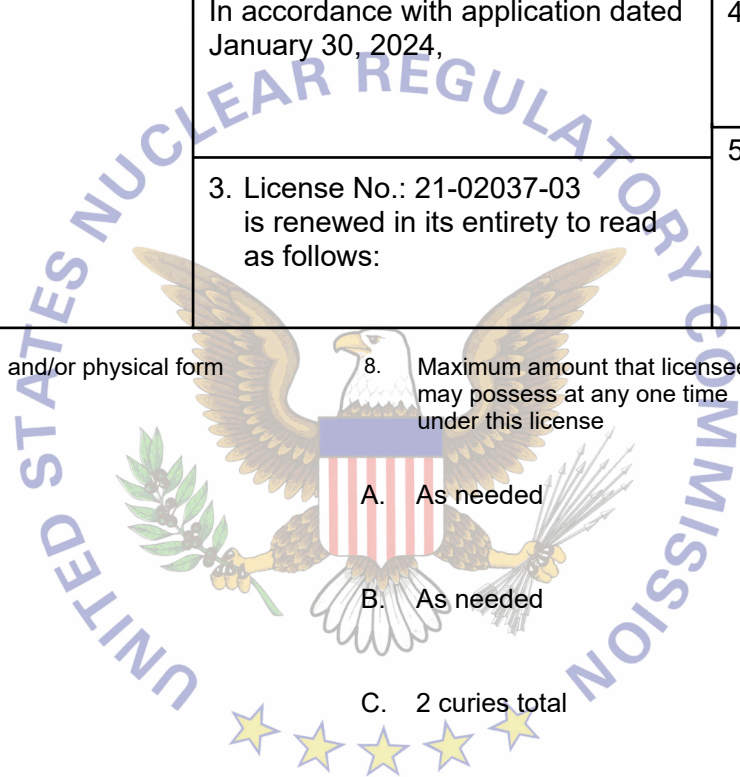 In accordance with application dated
January 30, 2024,
4
5
3. License No.: 21-02037-03
is renewed in its entirety to read
as follows:
and/or physical form
8. Maximum amount that licensee
may possess at any one time
under this license
A. As needed
B. As needed
C. 2 curies total
UNITED STATES NUCLEAR REGULATORY COMMISSION